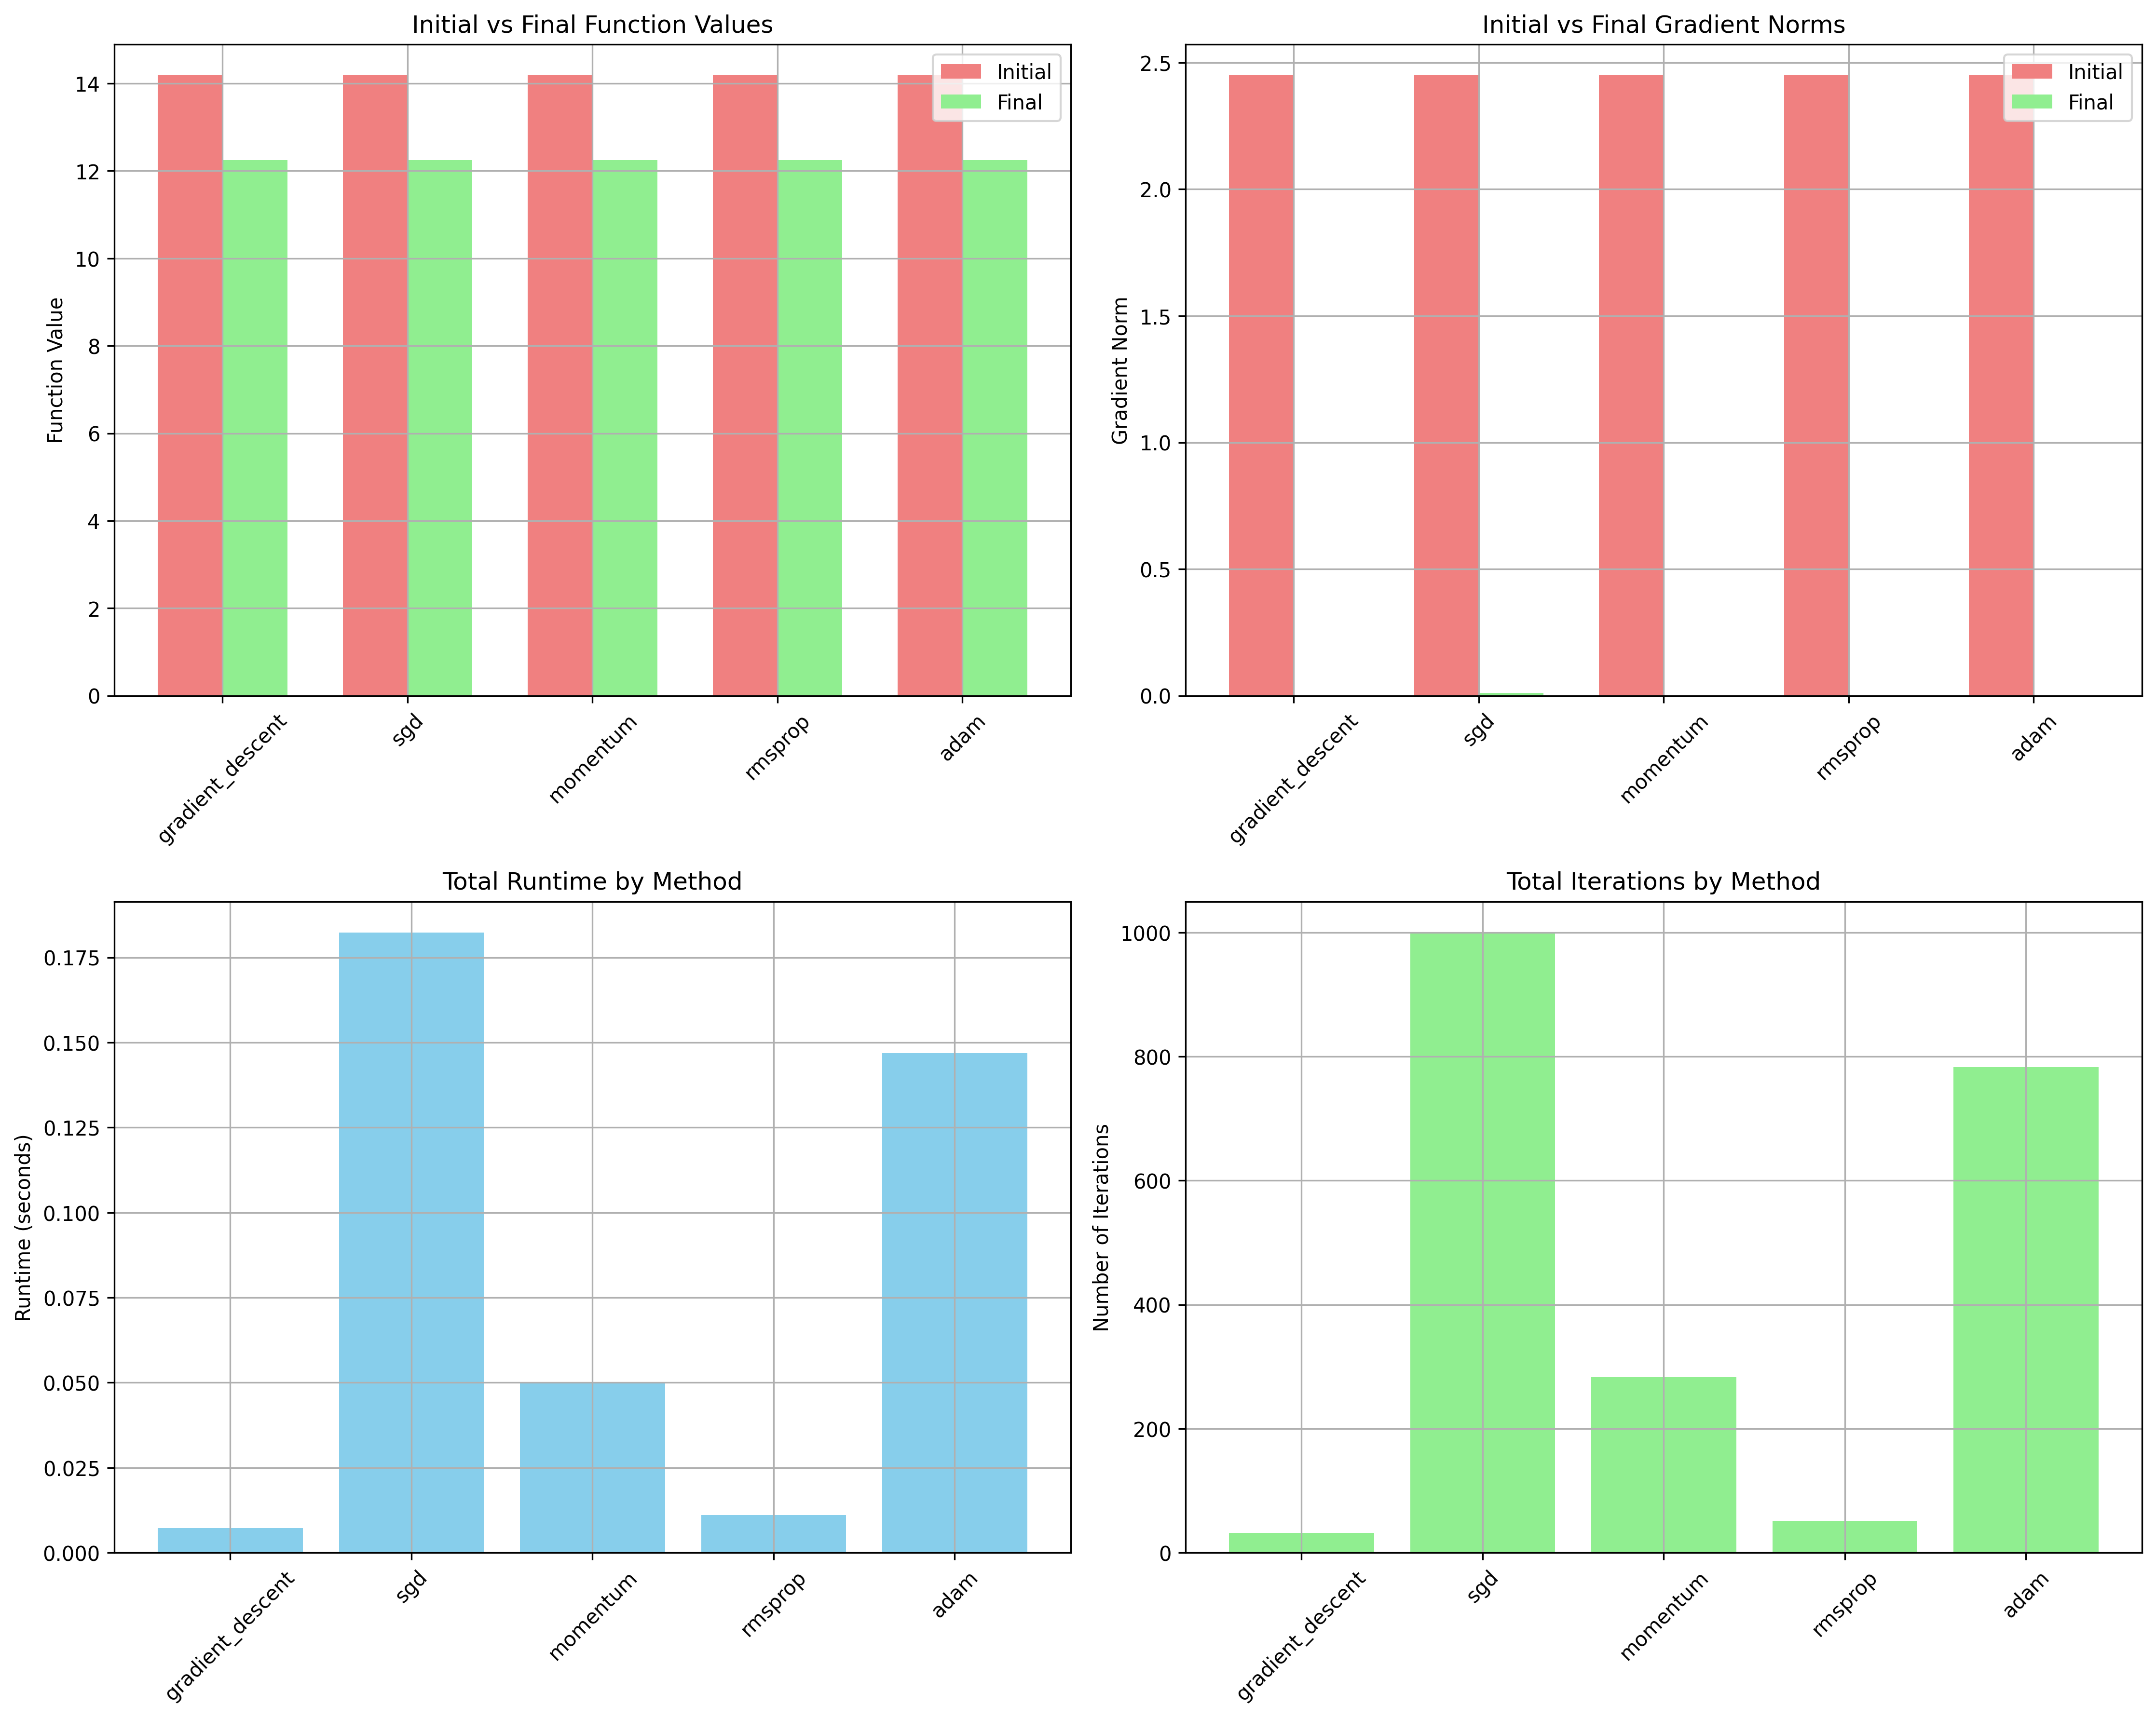 Initial vs Final Function Values
Function Value
14
12
10
8
6
4
2
0
Initial
Final
gradient_descent
sgd
momentum
rmsprop
adam
Initial vs Final Gradient Norms
Gradient Norm
2.5
2.0
1.5
1.0
0.5
0.0
Initial
Final
gradient_descent
sgd
momentum
rmsprop
adam
Total Runtime by Method
Runtime (seconds)
0.175
0.150
0.125
0.100
0.075
0.050
0.025
0.000
gradient_descent
sgd
momentum
rmsprop
adam
Total Iterations by Method
Number of Iterations
1000
800
600
400
200
0
gradient_descent
sgd
momentum
rmsprop
adam